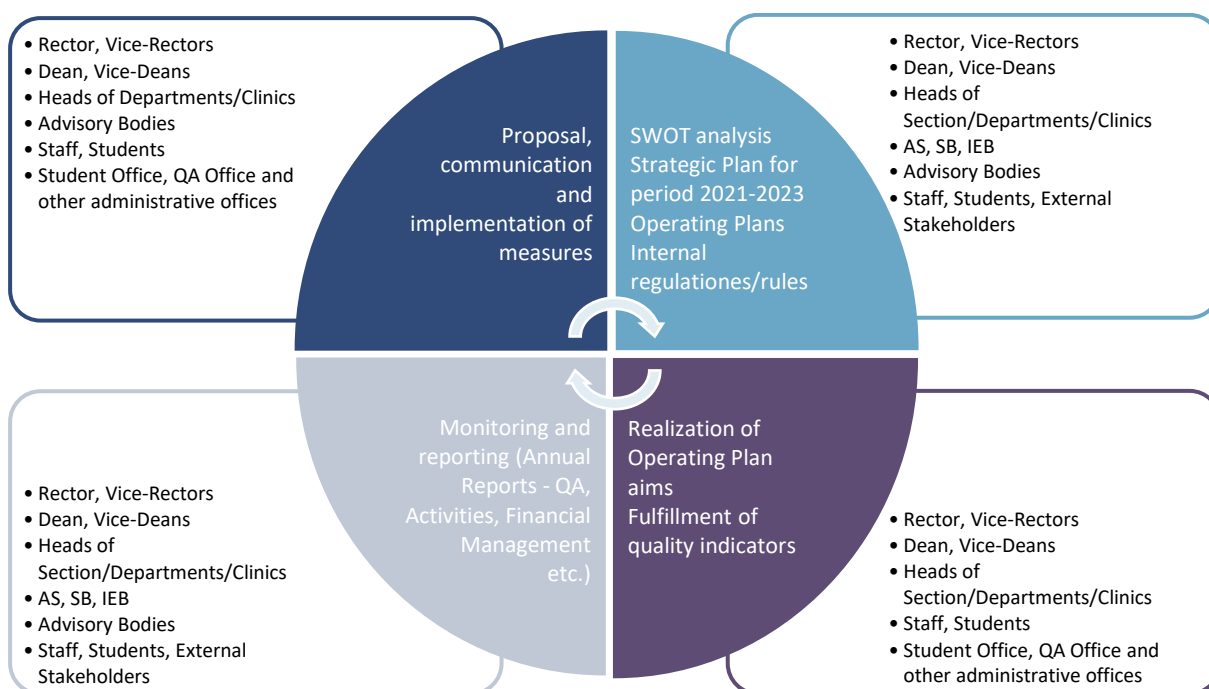 • Rector, Vice-Rectors
• Dean, Vice-Deans
• Heads of Departments/Clinics
• Advisory Bodies
• Staff, Students
• Student Office, QA Office and
other administrative offices
Proposal,
communication
and
implementation of
measures
SWOT analysis
Strategic Plan for
period 2021-2023
Operating Plans
Internal
regulationes/rules
• Rector, Vice-Rectors
• Dean, Vice-Deans
• Heads of
Section/Departments/Clinics
• AS, SB, IEB
• Advisory Bodies
• Staff, Students, External
Stakeholders
• Rector, Vice-Rectors
• Dean, Vice-Deans
• Heads of
Section/Departments/Clinics
• AS, SB, IEB
• Advisory Bodies
• Staff, Students, External
Stakeholders
Monitoring and
reporting (Annual
Reports - QA,
Activities, Financial
Management
etc.)
Realization of
Operating Plan
aims
Fulfillment of
quality indicators
• Rector, Vice-Rectors
• Dean, Vice-Deans
• Heads of
Section/Departments/Clinics
• Staff, Students
• Student Office, QA Office and
other administrative offices